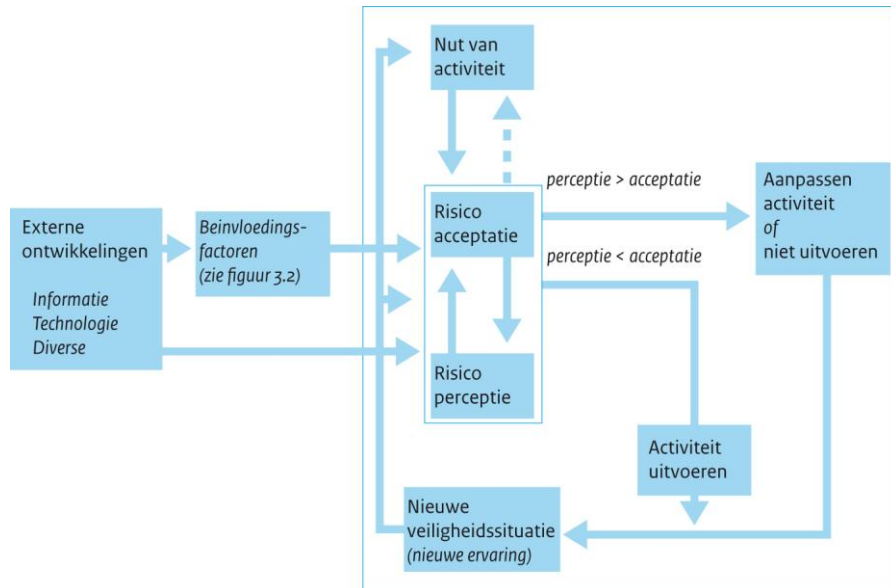 Nut van
activiteit
perceptie > acceptatie
Aanpassen
activiteit
of
niet uitvoeren
Externe
ontwikkelingen
Informatie
Technologie
Diverse
Beinvloedings-
factoren
(zie figuur 3.2)
Risico
acceptatie
perceptie < acceptatie
Risico
perceptie
Activiteit
uitvoeren
Nieuwe
veiligheidssituatie
(nieuwe ervaring)